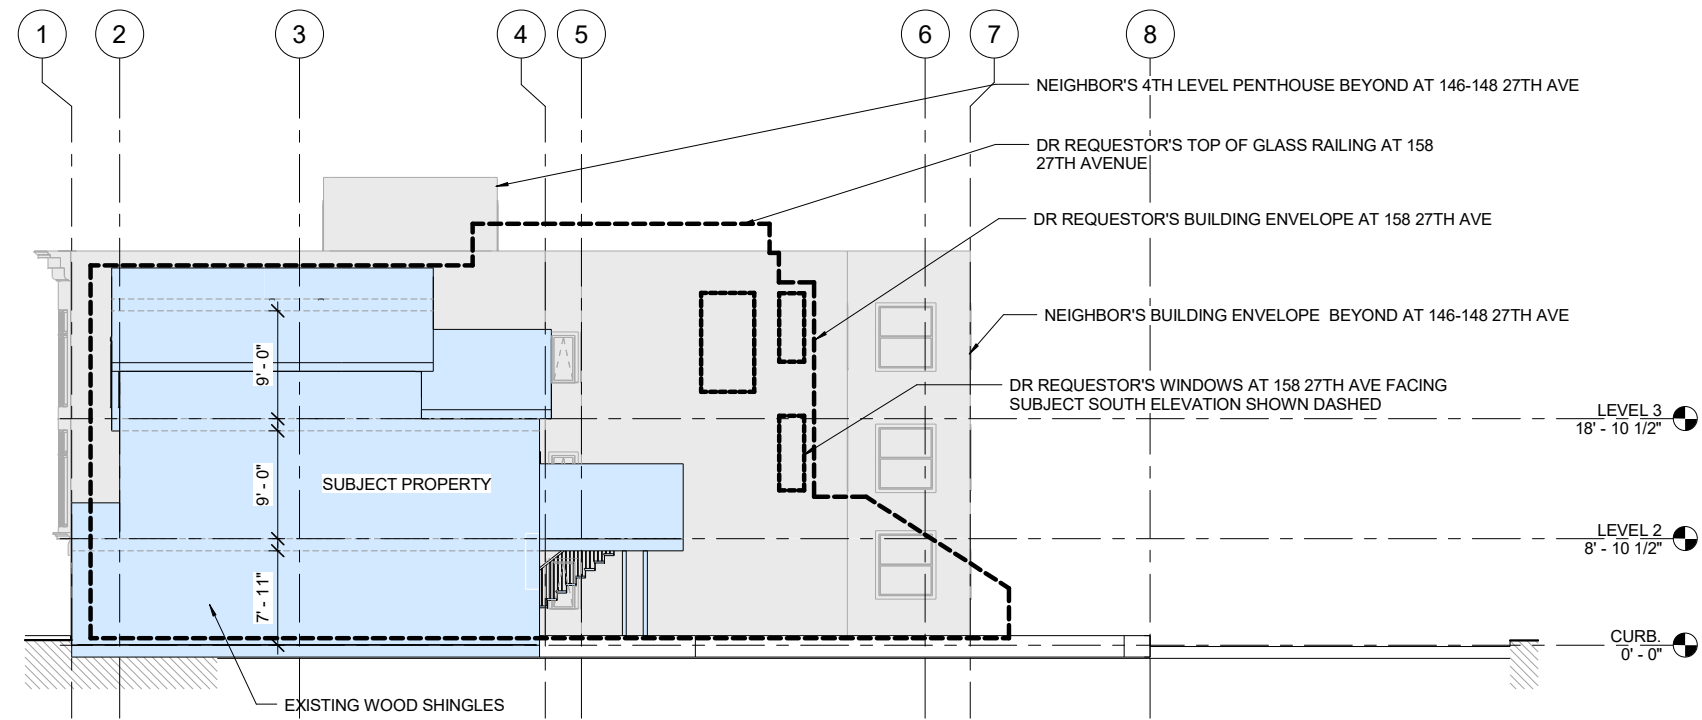 1
2
3
4
5
6
7
8
NEIGHBOR'S 4TH LEVEL PENTHOUSE BEYOND AT 146-148 27TH AVE
DR REQUESTOR'S TOP OF GLASS RAILING AT 158
27TH AVENUE
DR REQUESTOR'S BUILDING ENVELOPE AT 158 27TH AVE
NEIGHBOR'S BUILDING ENVELOPE BEYOND AT 146-148 27TH AVE
9' - 0"
DR REQUESTOR'S WINDOWS AT 158 27TH AVE FACING
SUBJECT SOUTH ELEVATION SHOWN DASHED
LEVEL 3
18' - 10 1/2"
9' - 0"
SUBJECT PROPERTY
LEVEL 2
8' - 10 1/2"
7' - 11"
CURB.
0' - 0"
EXISTING WOOD SHINGLES